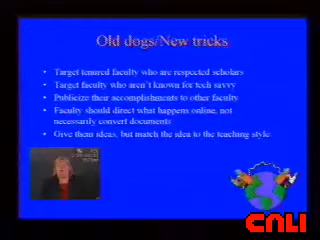 Old dogs/New tricks
• Target tenured faculty who are respected scholars
• Target faculty who aren't known for tech savvy
• Publicize their accomplishments to other faculty
• Faculty should direct what happens online, not
necessarily convert documents
• Give them ideas, but match the idea to the teaching style